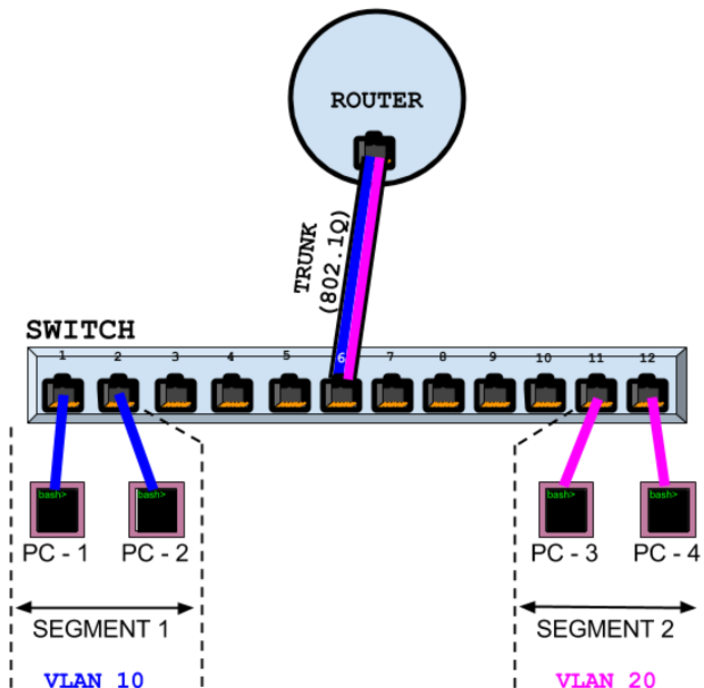 ROUTER
TRUNK
(802.1Q)
SWITCH
1 2 3 4 5 6 7 8 9 10 11 12
bash> bash> bash> bash>
PC - 1 PC - 2 PC - 3 PC - 4
SEGMENT 1 SEGMENT 2
VLAN 10 VLAN 20